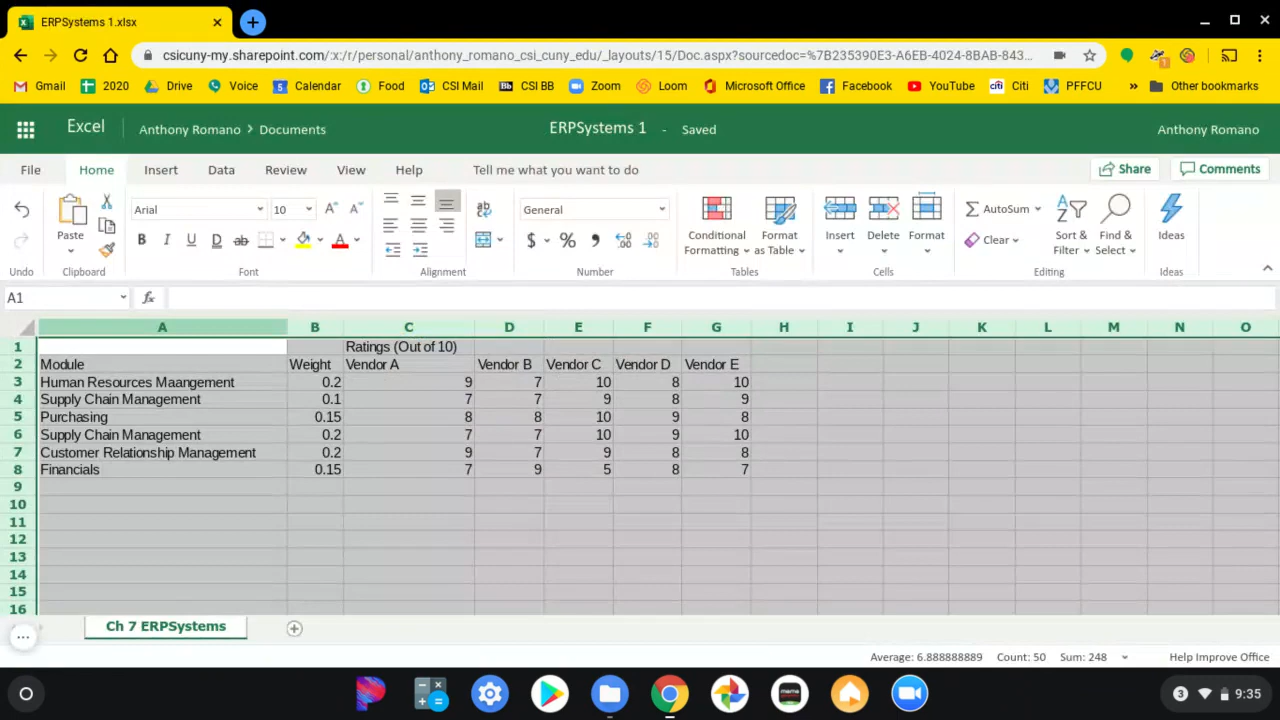 ERPSystems 1.xlsx
csicuny-my.sharepoint.com/:x:/r/personal/anthony_romano_csi_cuny_edu/_layouts/15/Doc.aspx?sourcedoc=%7B235390E3-A6EB-4024-8BAB-843...
Gmail 2020 Drive Voice Calendar Food CSI Mail Bb CSI BB Zoom Loom Microsoft Office Facebook YouTube citi Citi PFFCU » Other bookmarks
Excel Anthony Romano > Documents ERPSystems 1 - Saved Anthony Romano
File Home Insert Data Review View Help Tell me what you want to do Share Comments
Arial 10 General AutoSum
Paste B I U D ab A $ % Conditional Formatting Format as Table Insert Delete Format Clear Sort & Filter Find & Select Ideas
Undo Clipboard Font Alignment Number Tables Cells Editing Ideas
A1 fx
A B C D E F G H I J K L M N O
1 Ratings (Out of 10)
2 Module Weight Vendor A Vendor B Vendor C Vendor D Vendor E
3 Human Resources Maangement 0.2 9 7 10 8 10
4 Supply Chain Management 0.1 7 7 9 8 9
5 Purchasing 0.15 8 8 10 9 8
6 Supply Chain Management 0.2 7 7 10 9 10
7 Customer Relationship Management 0.2 9 7 9 8 8
8 Financials 0.15 7 9 5 8 7
9
10
11
12
13
14
15
16
Ch 7 ERPSystems
Average: 6.888888889 Count: 50 Sum: 248 Help Improve Office
3 9:35